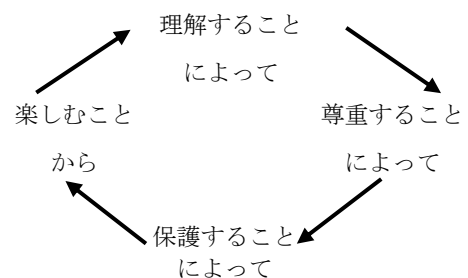 理解すること
によって
尊重すること
によって
保護すること
によって
楽しむこと
から